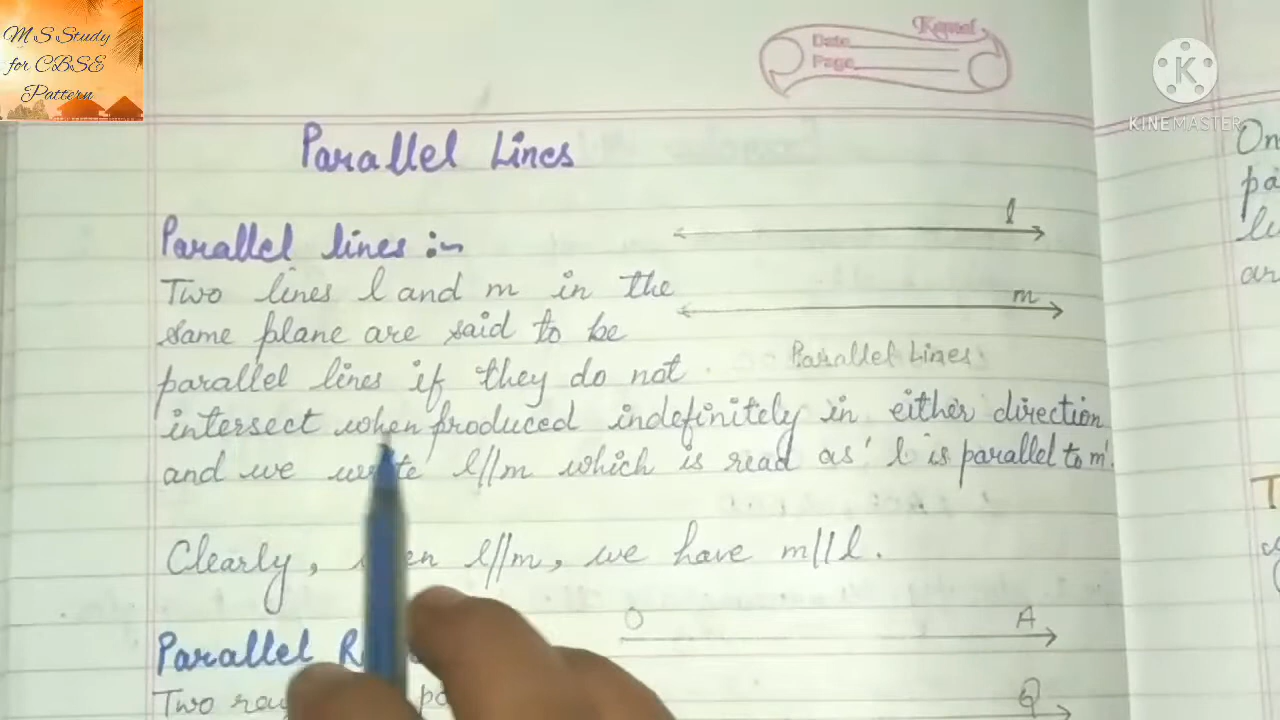 M S Study
for CBSE
Pattern
Kamal
Date
Page
K
KINEMASTER
Parallel Lines
Parallel lines :-
l
Two lines l and m in the
m
same plane are said to be
Parallel Lines
parallel lines if they do not
intersect when produced indefinitely in either direction
and we write l//m which is read as 'l is parallel to m'.
Clearly, l//m, we have m//l.
O A
Parallel R
Two ray
Q
On
pa
li
ar
T